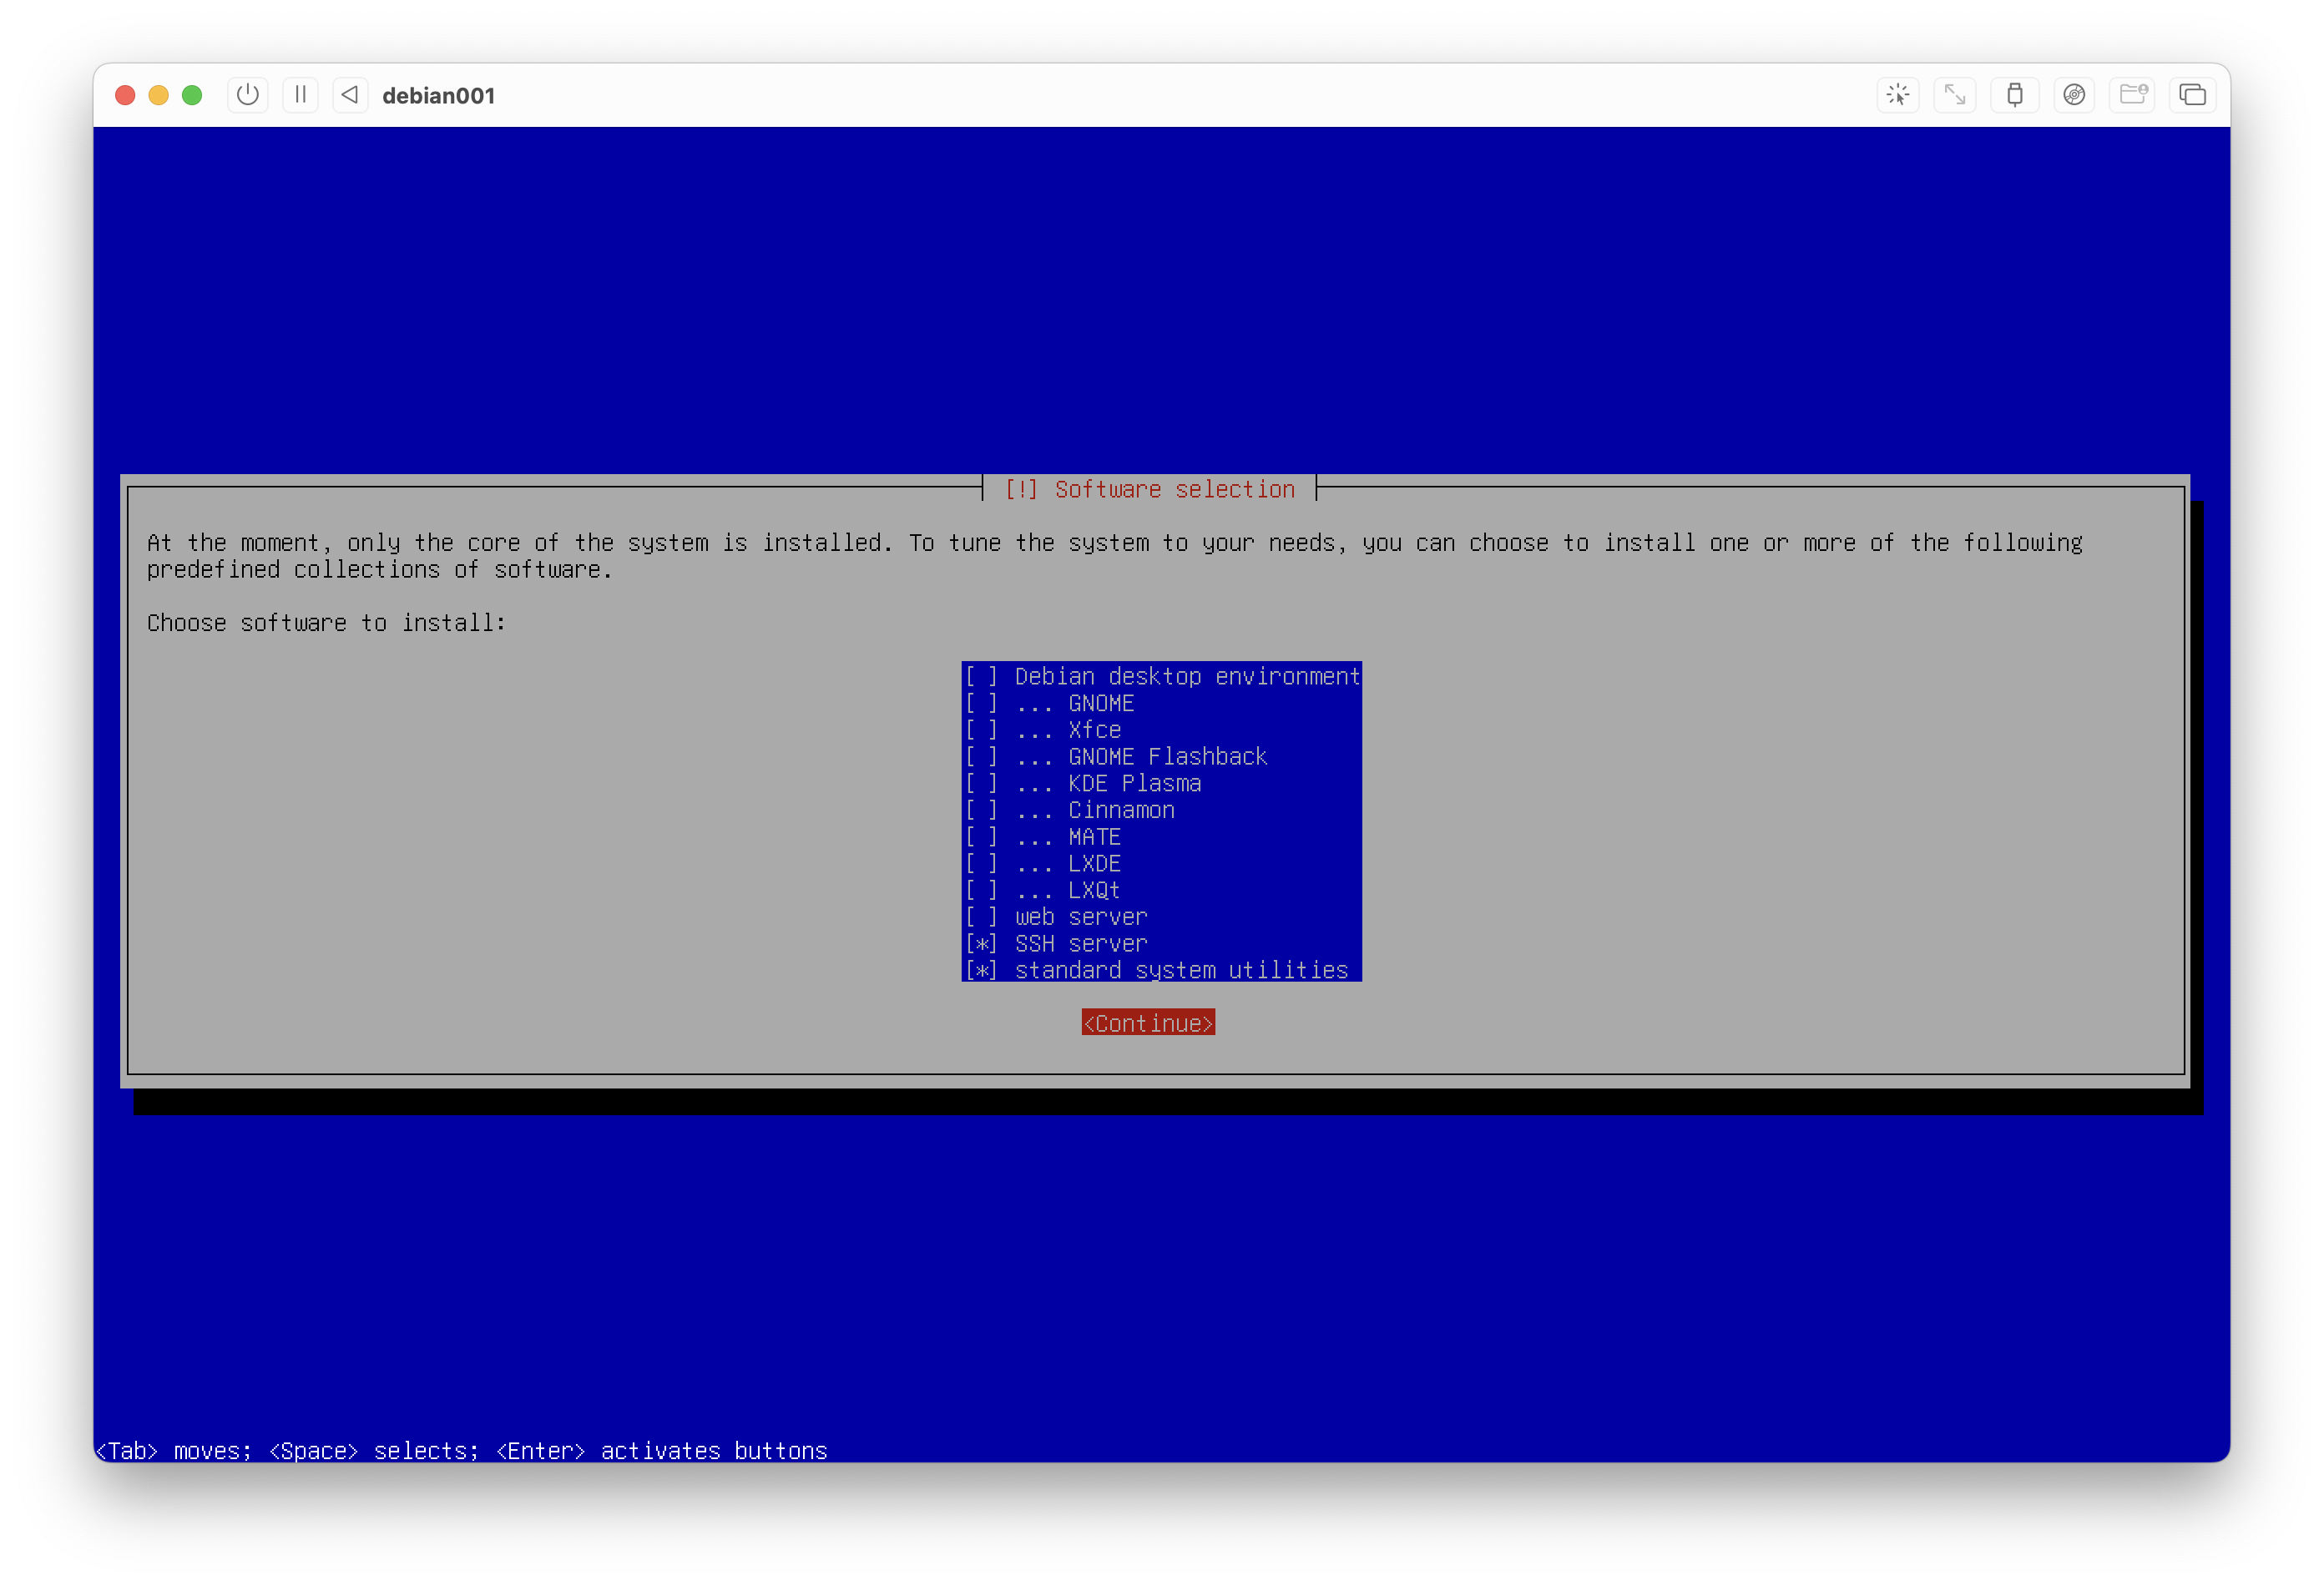 debian001
[!] Software selection
At the moment, only the core of the system is installed. To tune the system to your needs, you can choose to install one or more of the following
predefined collections of software.
Choose software to install:
[ ] Debian desktop environment
[ ] ... GNOME
[ ] ... Xfce
[ ] ... GNOME Flashback
[ ] ... KDE Plasma
[ ] ... Cinnamon
[ ] ... MATE
[ ] ... LXDE
[ ] ... LXQt
[ ] web server
[*] SSH server
[*] standard system utilities
<Continue>
<Tab> moves; <Space> selects; <Enter> activates buttons